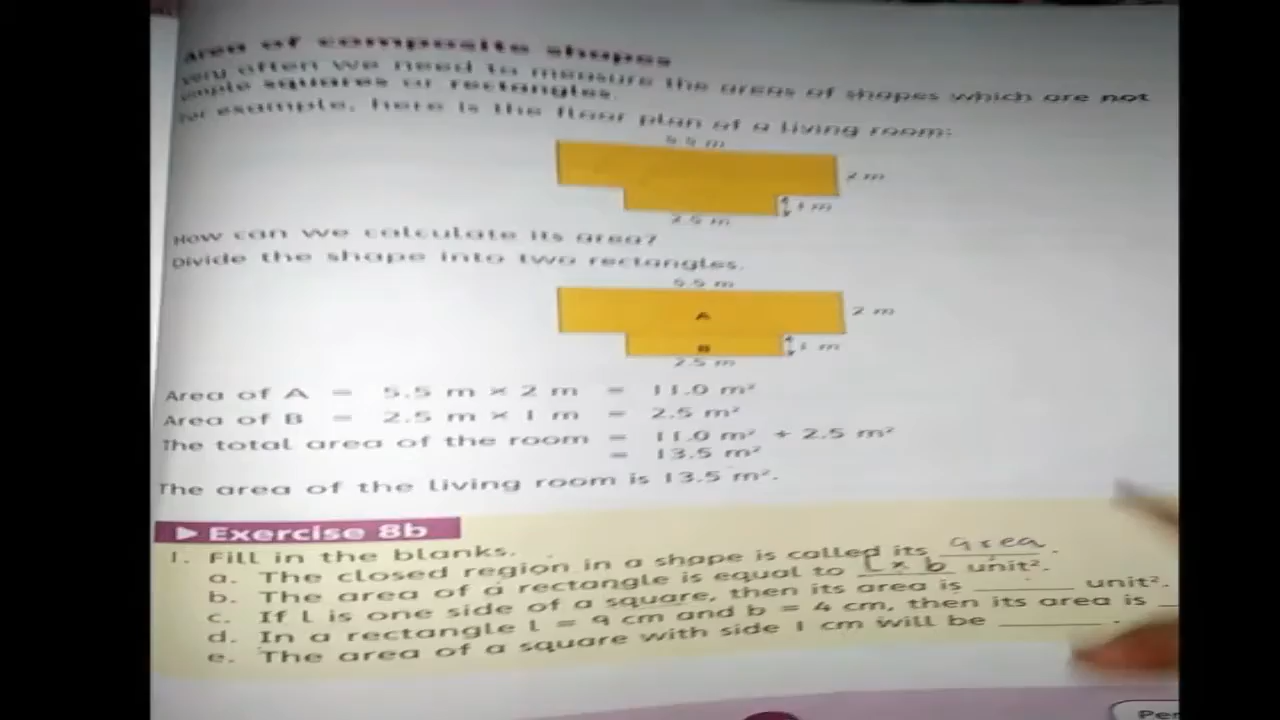 area of composite shapes
very often we need to measure the areas of shapes which are not
simple squares or rectangles.
For example, here is the floor plan of a living room:
5.5 m
2 m
1 m
2.5 m
How can we calculate its area?
Divide the shape into two rectangles.
5.5 m
A
2 m
B
1 m
2.5 m
Area of A = 5.5 m × 2 m = 11.0 m²
Area of B = 2.5 m × 1 m = 2.5 m²
The total area of the room = 11.0 m² + 2.5 m²
= 13.5 m²
The area of the living room is 13.5 m².
Exercise 8b
1. Fill in the blanks.
a. The closed region in a shape is called its area.
b. The area of a rectangle is equal to L × b unit².
c. If L is one side of a square, then its area is ______ unit².
d. In a rectangle L = 9 cm and b = 4 cm, then its area is
e. The area of a square with side 1 cm will be ______.